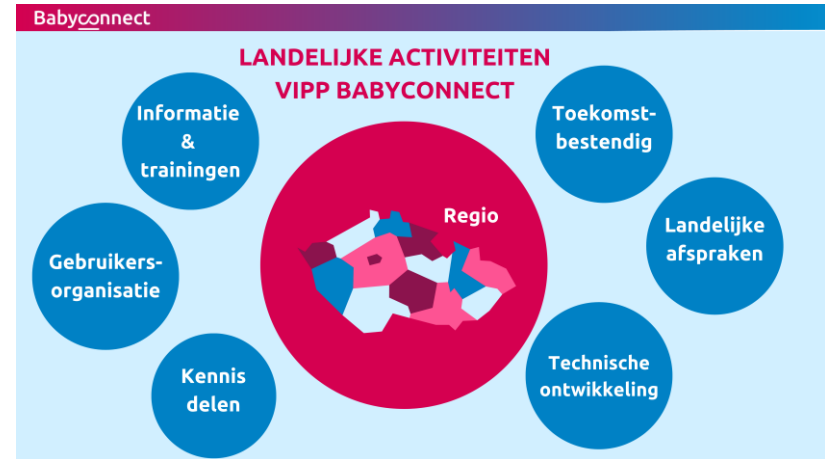 Babyconnect
LANDELIJKE ACTIVITEITEN
VIPP BABYCONNECT
Informatie
&
trainingen
Gebruikers-
organisatie
Kennis
delen
Regio
Toekomst-
bestendig
Landelijke
afspraken
Technische
ontwikkeling